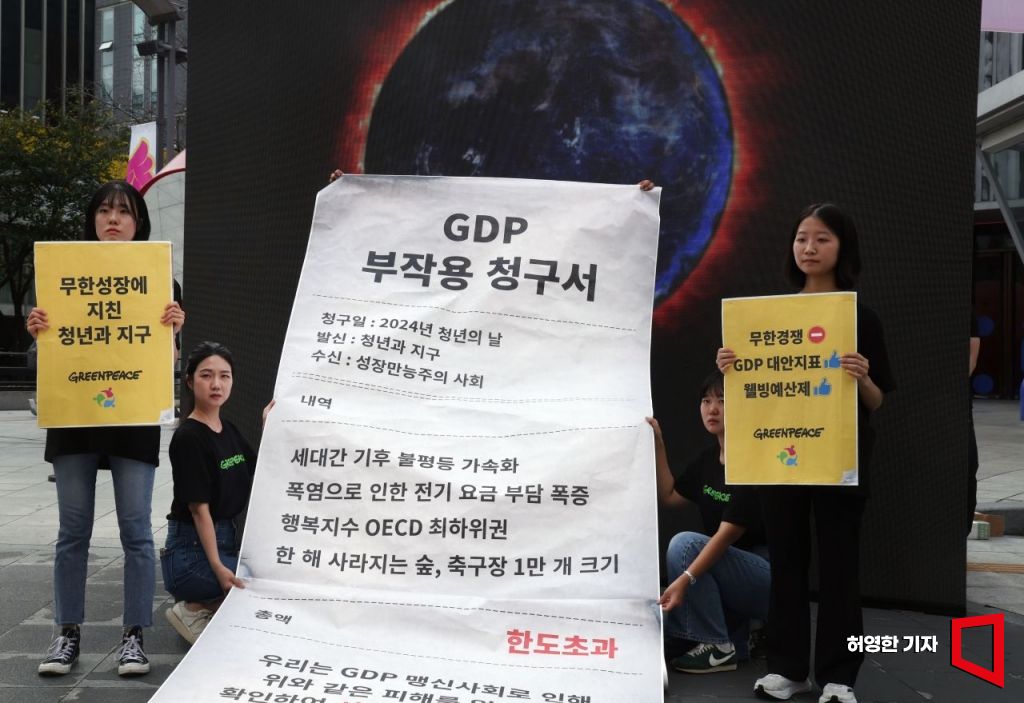 무한성장에
지친
청년과 지구
GREENPEACE
GREENPEACE
GDP
부작용 청구서
청구일 : 2024년 청년의 날
발신 : 청년과 지구
수신 : 성장만능주의 사회
내역
세대간 기후 불평등 가속화
폭염으로 인한 전기 요금 부담 폭증
행복지수 OECD 최하위권
한 해 사라지는 숲, 축구장 1만 개 크기
총액
한도초과
우리는 GDP 맹신사회로 인해
위와 같은 피해를
확인하여
무한경쟁
GDP 대안지표
웰빙예산제
GREENPEACE
GREENPEACE
허영한 기자